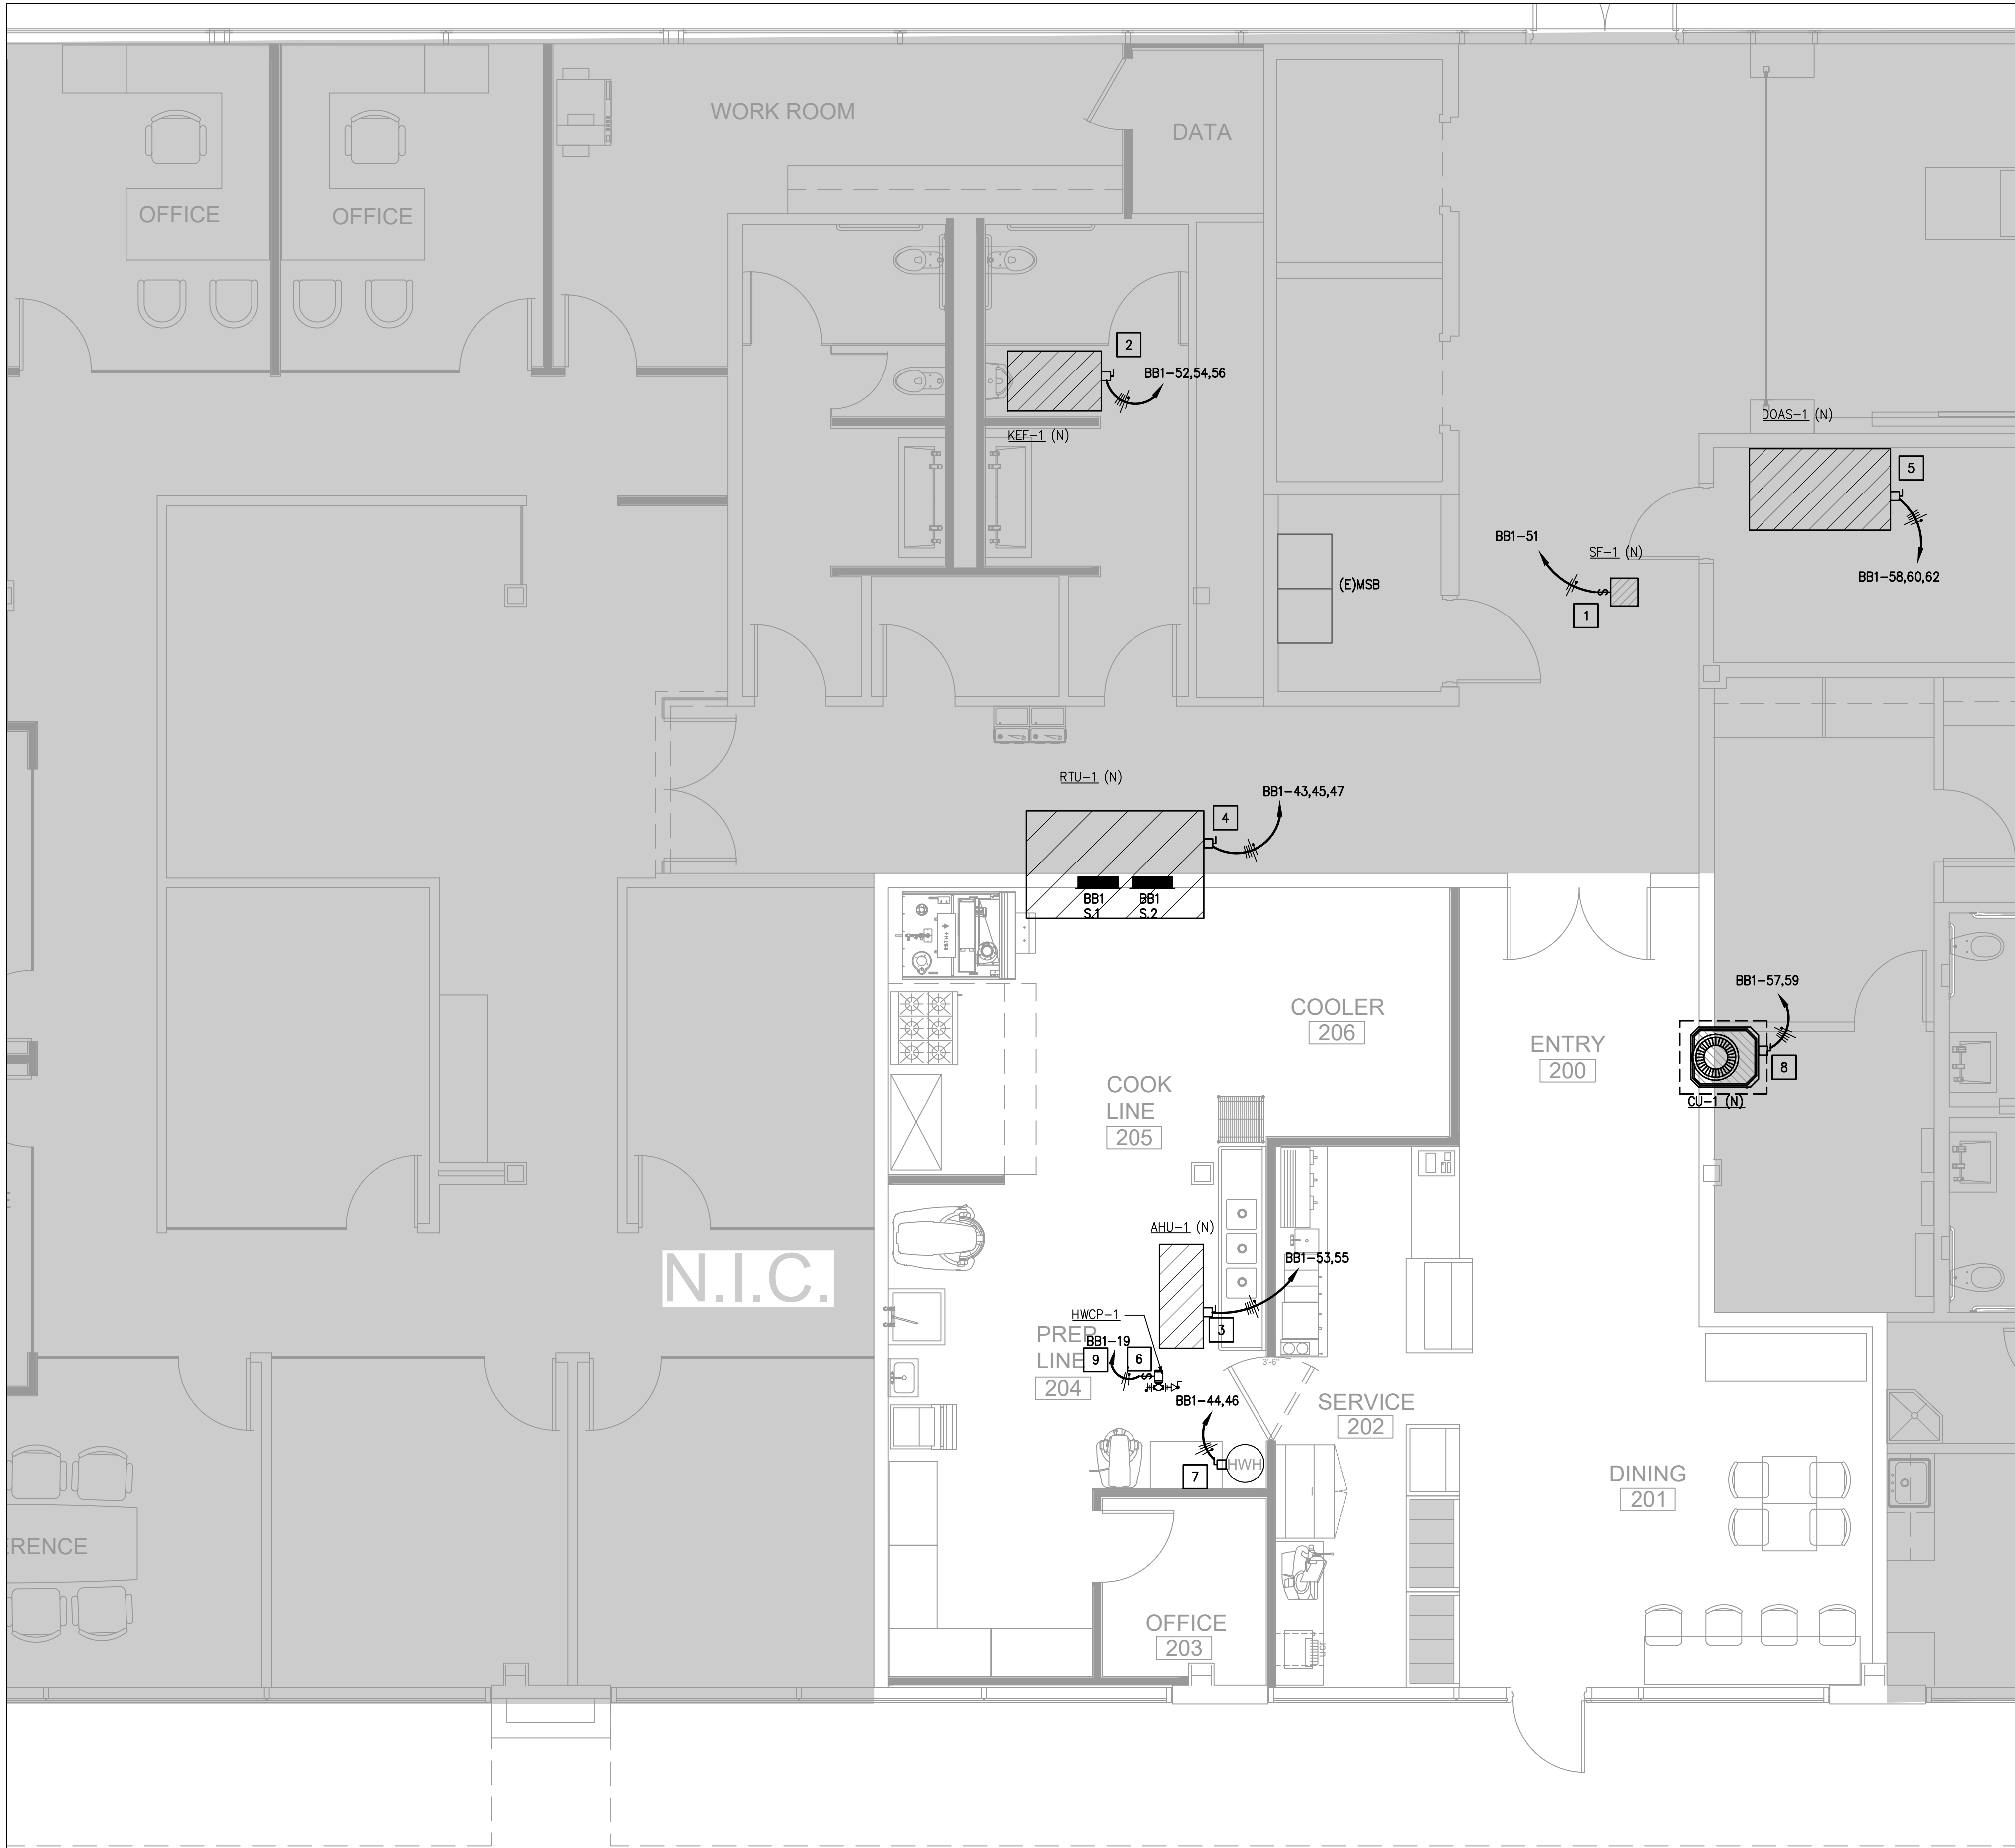 WORK ROOM
DATA
OFFICE
OFFICE
2
BB1-52,54,56
KEF-1 (N)
DOAS-1 (N)
5
BB1-58,60,62
BB1-51
SF-1 (N)
1
(E)MSB
RTU-1 (N)
BB1-43,45,47
4
BB1
S.1
BB1
S.2
COOLER
206
ENTRY
200
BB1-57,59
8
CU-1 (N)
COOK
LINE
205
AHU-1 (N)
BB1-53,55
3
N.I.C.
HWCP-1
PREP
LINE
204
BB1-19
9
6
3'-6"
BB1-44,46
7
HWH
SERVICE
202
DINING
201
ERENCE
OFFICE
203